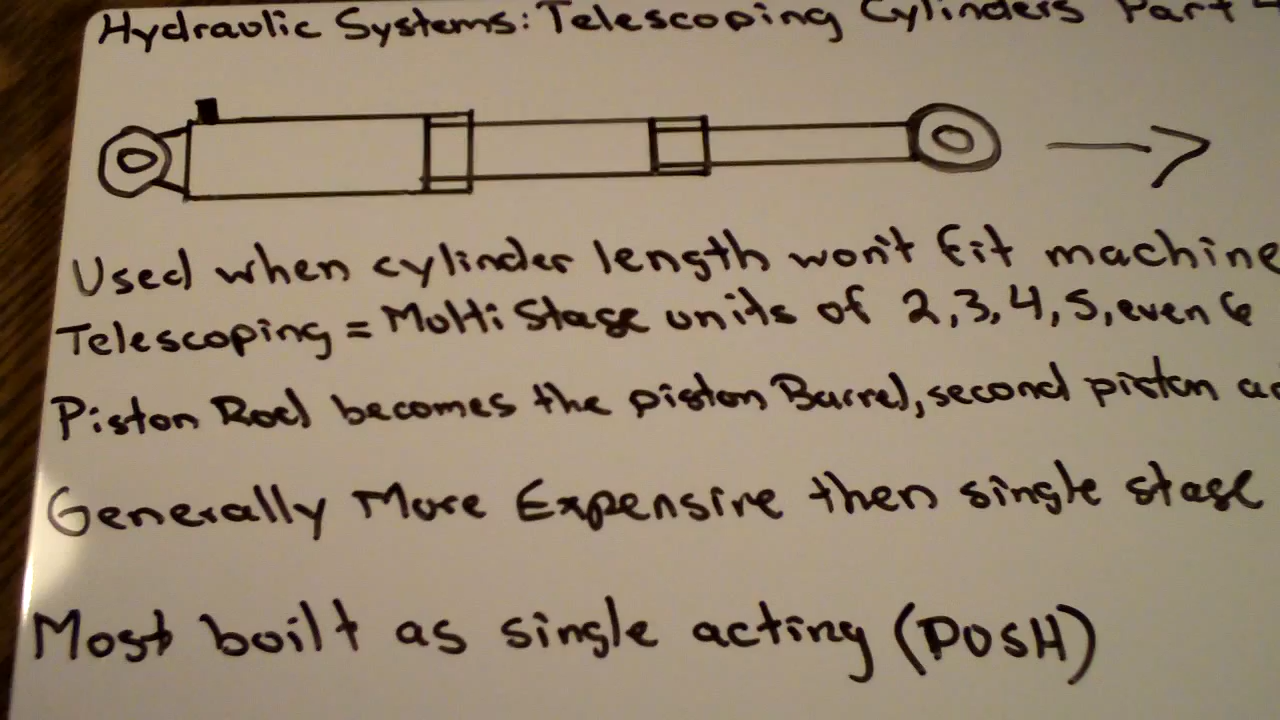 Hydraulic Systems: Telescoping Cylinders Part
Used when cylinder length won't fit machine
Telescoping = Multi Stage units of 2, 3, 4, 5, even 6
Piston Rod becomes the piston Barrel, second piston
Generally More Expensive then single stage
Most built as single acting (PUSH)